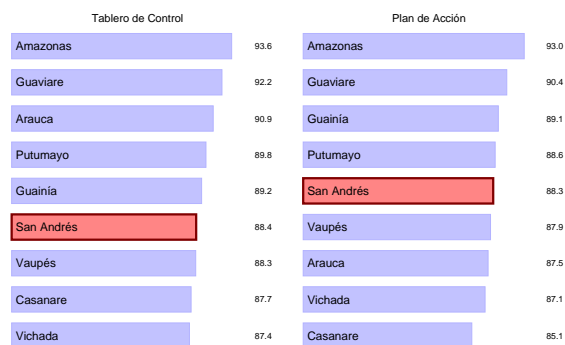 Tablero de Control
Amazonas 93.6
Guaviare 92.2
Arauca 90.9
Putumayo 89.8
Guainía 89.2
San Andrés 88.4
Vaupés 88.3
Casanare 87.7
Vichada 87.4
Plan de Acción
Amazonas 93.0
Guaviare 90.4
Guainía 89.1
Putumayo 88.6
San Andrés 88.3
Vaupés 87.9
Arauca 87.5
Vichada 87.1
Casanare 85.1